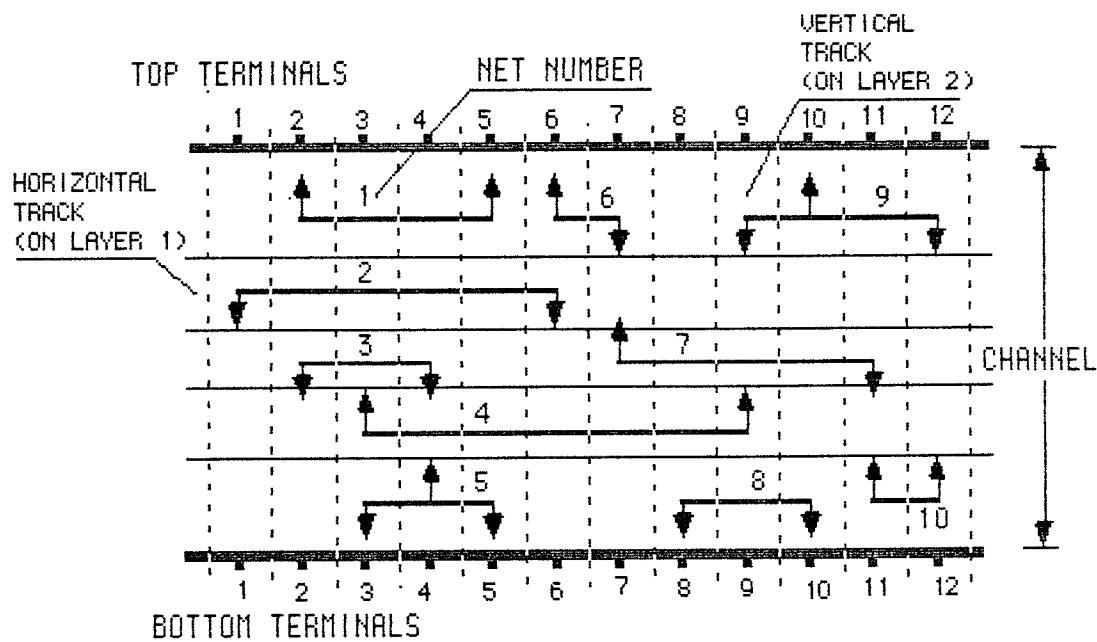 VERTICAL
TRACK
(ON LAYER 2)
TOP TERMINALS
NET NUMBER
1 2 3 4 5 6 7 8 9 10 11 12
HORIZONTAL
TRACK
(ON LAYER 1)
1 6 9
2
3 7
CHANNEL
4
5 8
10
1 2 3 4 5 6 7 8 9 10 11 12
BOTTOM TERMINALS